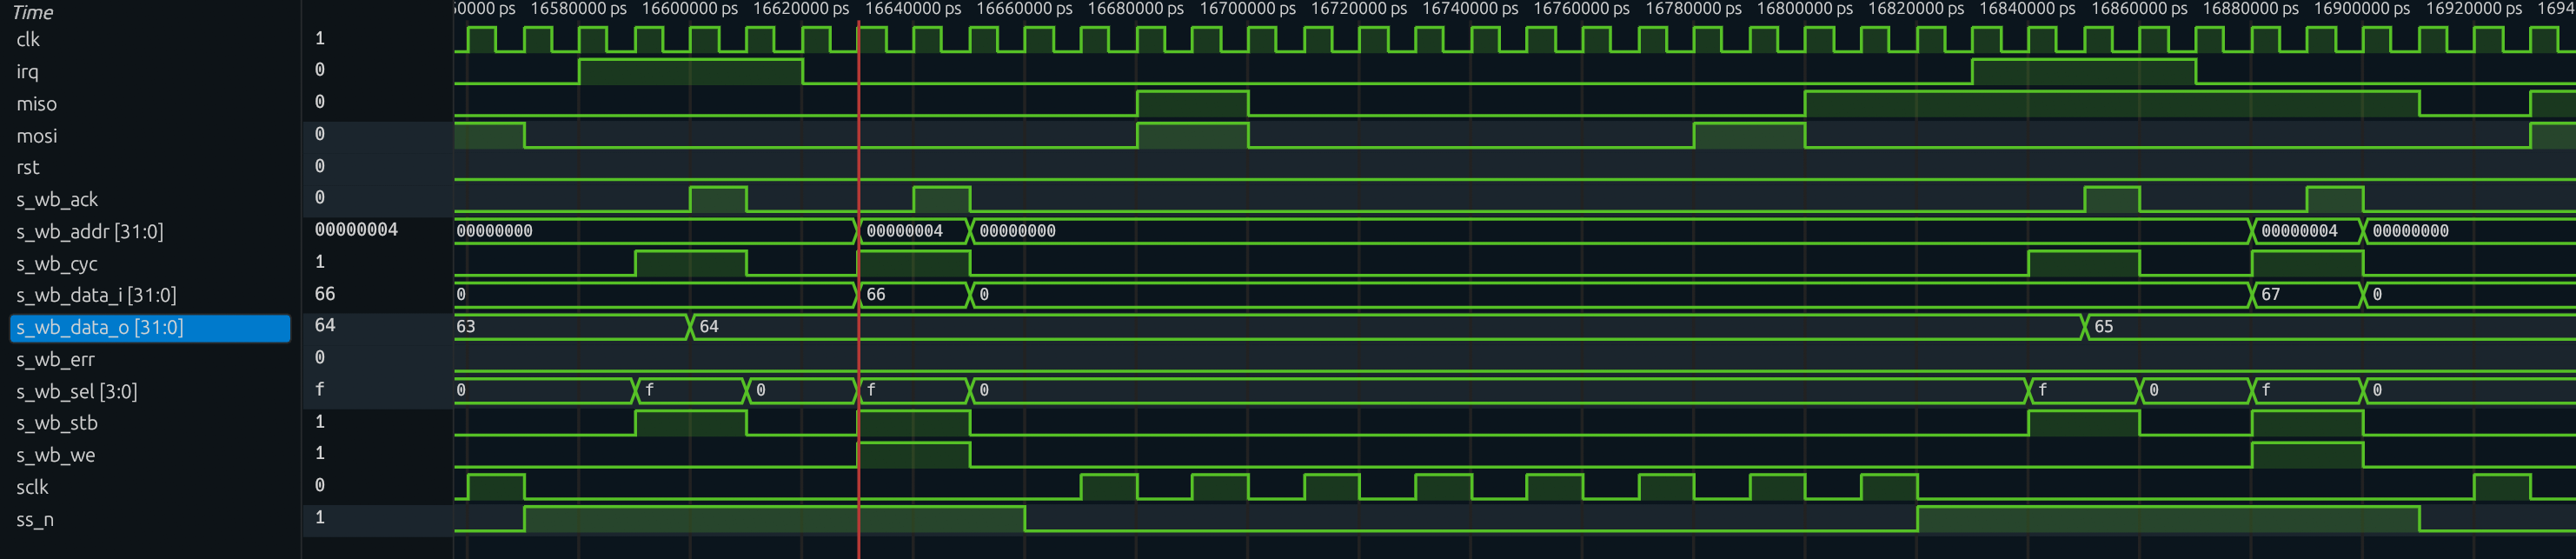 Time 60000 ps 16580000 ps 16600000 ps 16620000 ps 16640000 ps 16660000 ps 16680000 ps 16700000 ps 16720000 ps 16740000 ps 16760000 ps 16780000 ps 16800000 ps 16820000 ps 16840000 ps 16860000 ps 16880000 ps 16900000 ps 16920000 ps 1694
clk 1
irq 0
miso 0
mosi 0
rst 0
s_wb_ack 0
s_wb_addr [31:0] 00000004 00000000 00000004 00000000 00000004 00000000
s_wb_cyc 1
s_wb_data_i [31:0] 66 0 66 0 67 0
s_wb_data_o [31:0] 64 63 64 65
s_wb_err 0
s_wb_sel [3:0] f 0 f 0 f 0 f 0 f 0
s_wb_stb 1
s_wb_we 1
sclk 0
ss_n 1